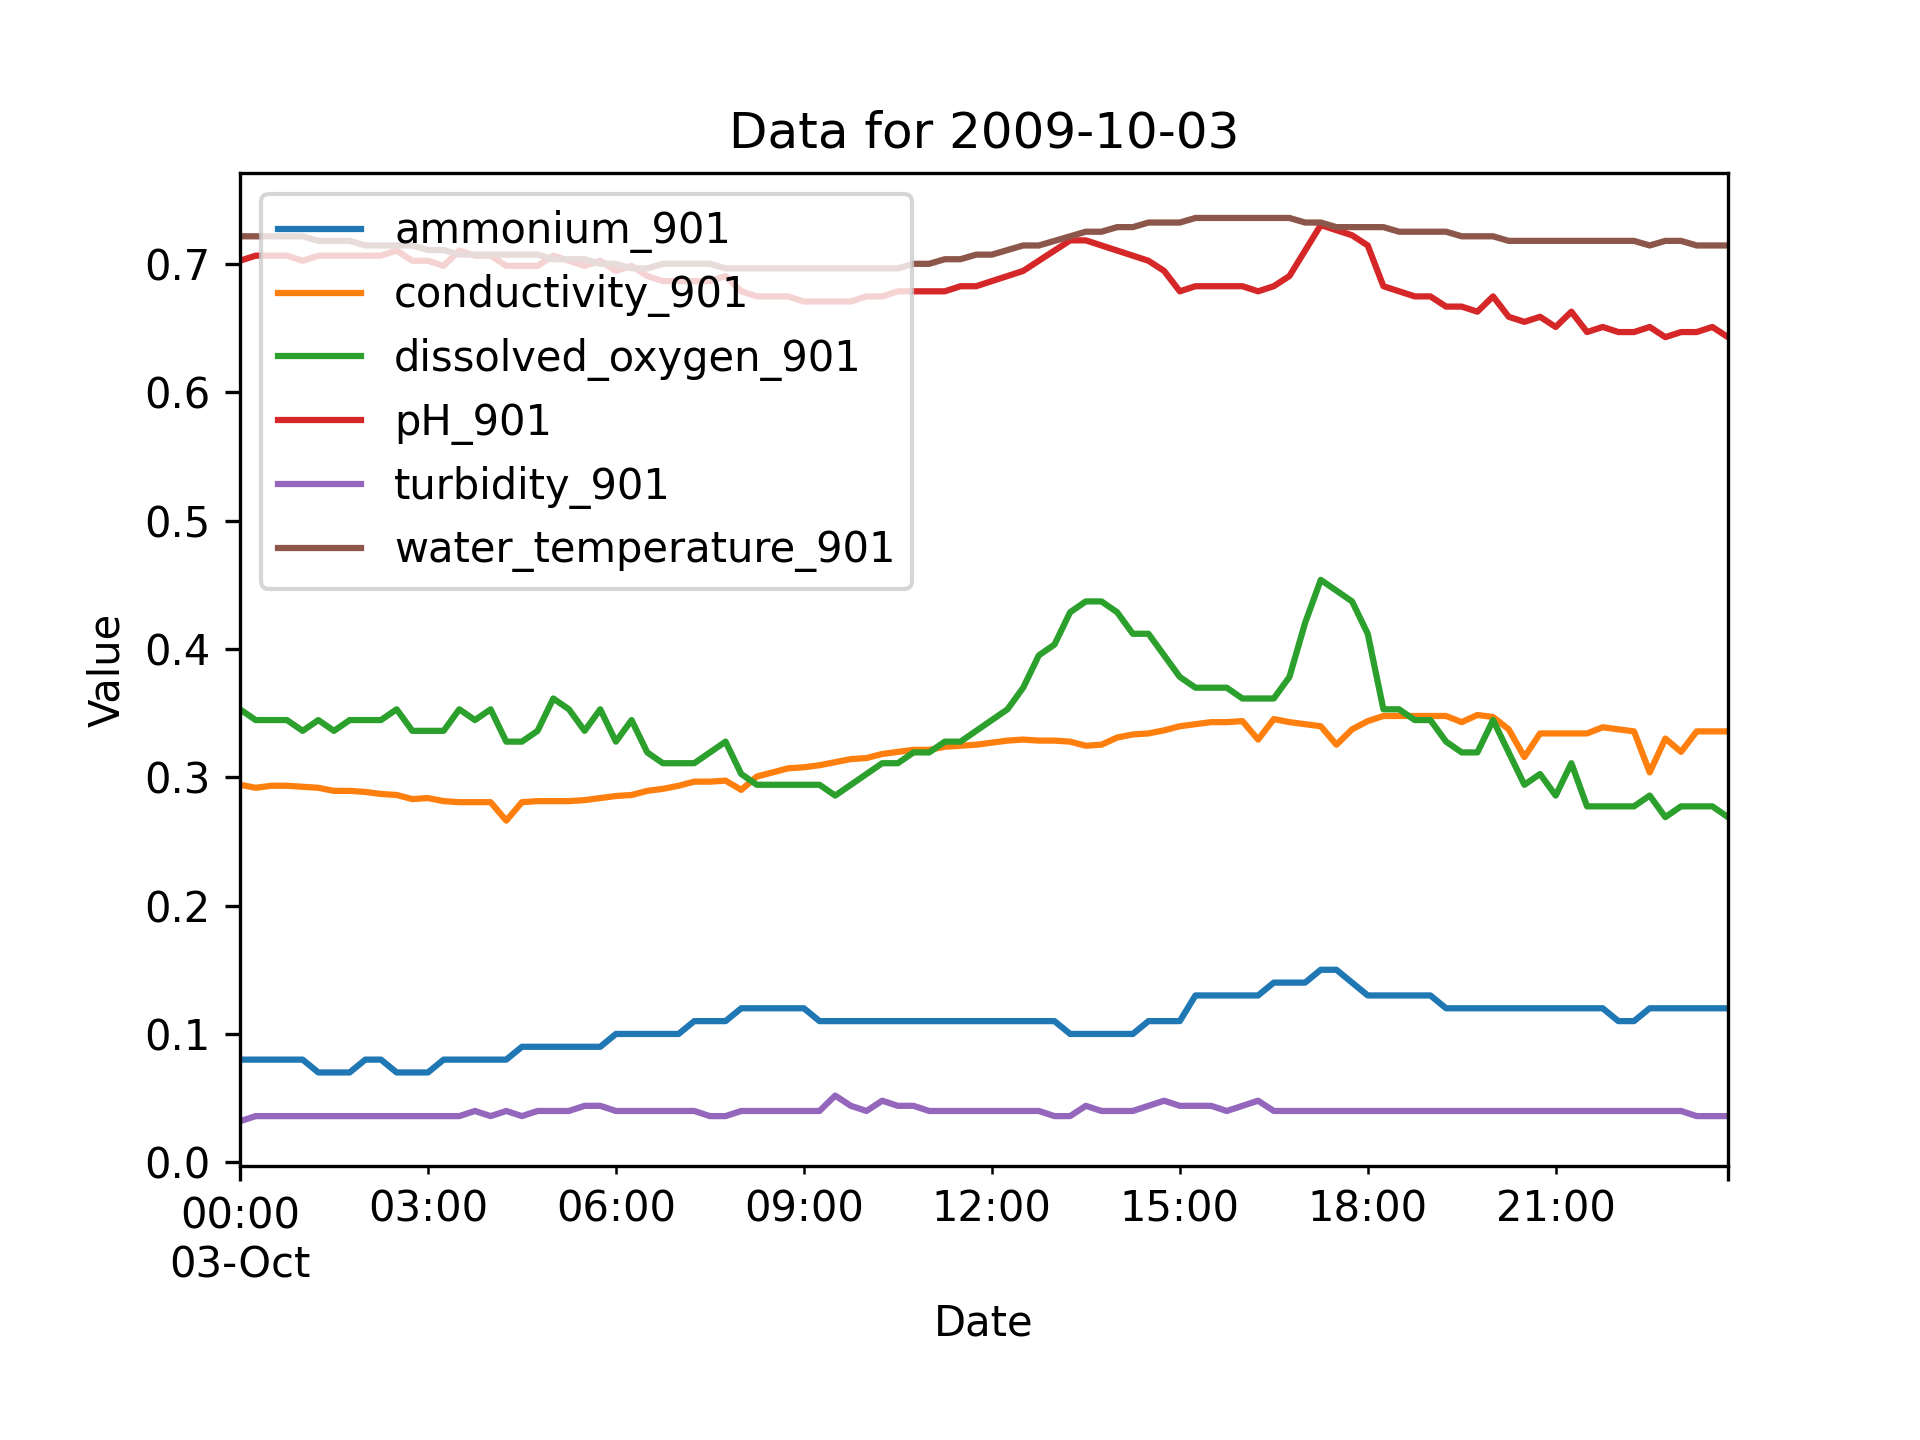 Data for 2009-10-03
ammonium_901
conductivity_901
dissolved_oxygen_901
pH_901
turbidity_901
water_temperature_901
Value
0.7
0.6
0.5
0.4
0.3
0.2
0.1
0.0
00:00 03:00 06:00 09:00 12:00 15:00 18:00 21:00
03-Oct
Date